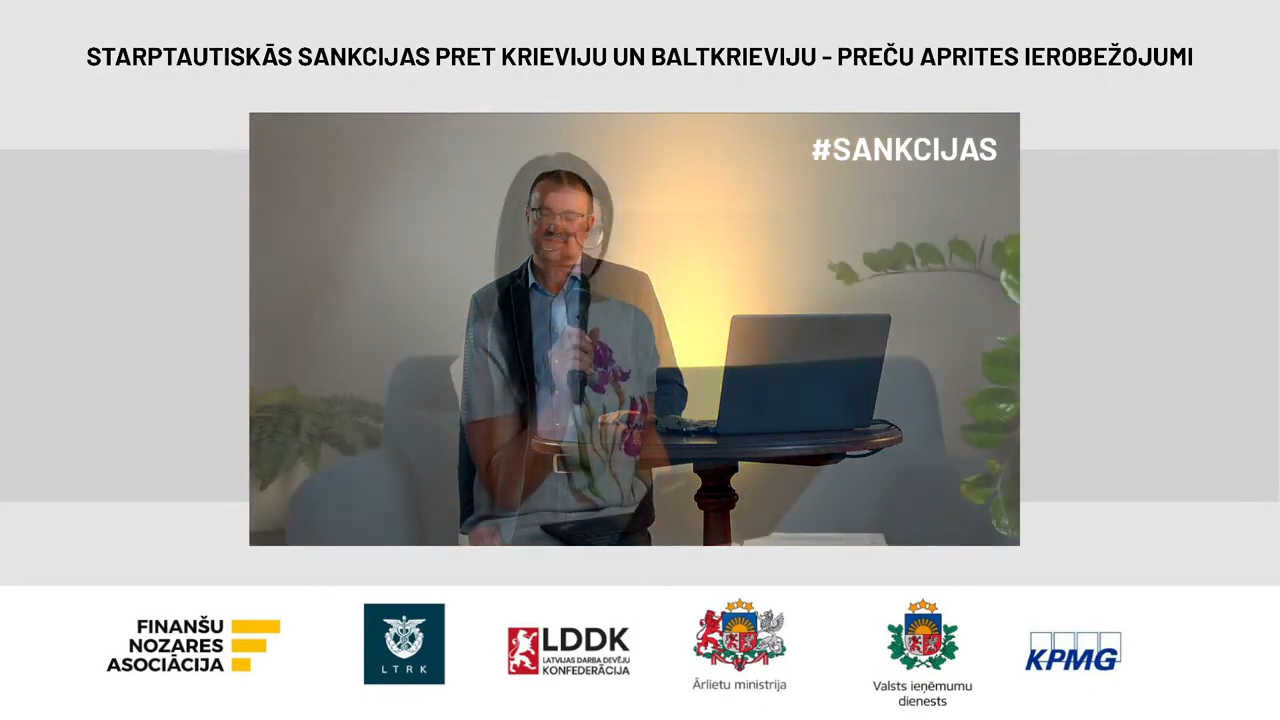 STARPTAUTISKĀS SANKCIJAS PRET KRIEVIJU UN BALTKRIEVIJU - PREČU APRITES IEROBEŽOJUMI
#SANKCIJAS
FINANŠU
NOZARES
ASOCIĀCIJA
LTRK
LDDK
LATVIJAS DARBA DEVĒJU
KONFEDERĀCIJA
Ārlietu ministrija
Valsts ieņēmumu
dienests
KPMG